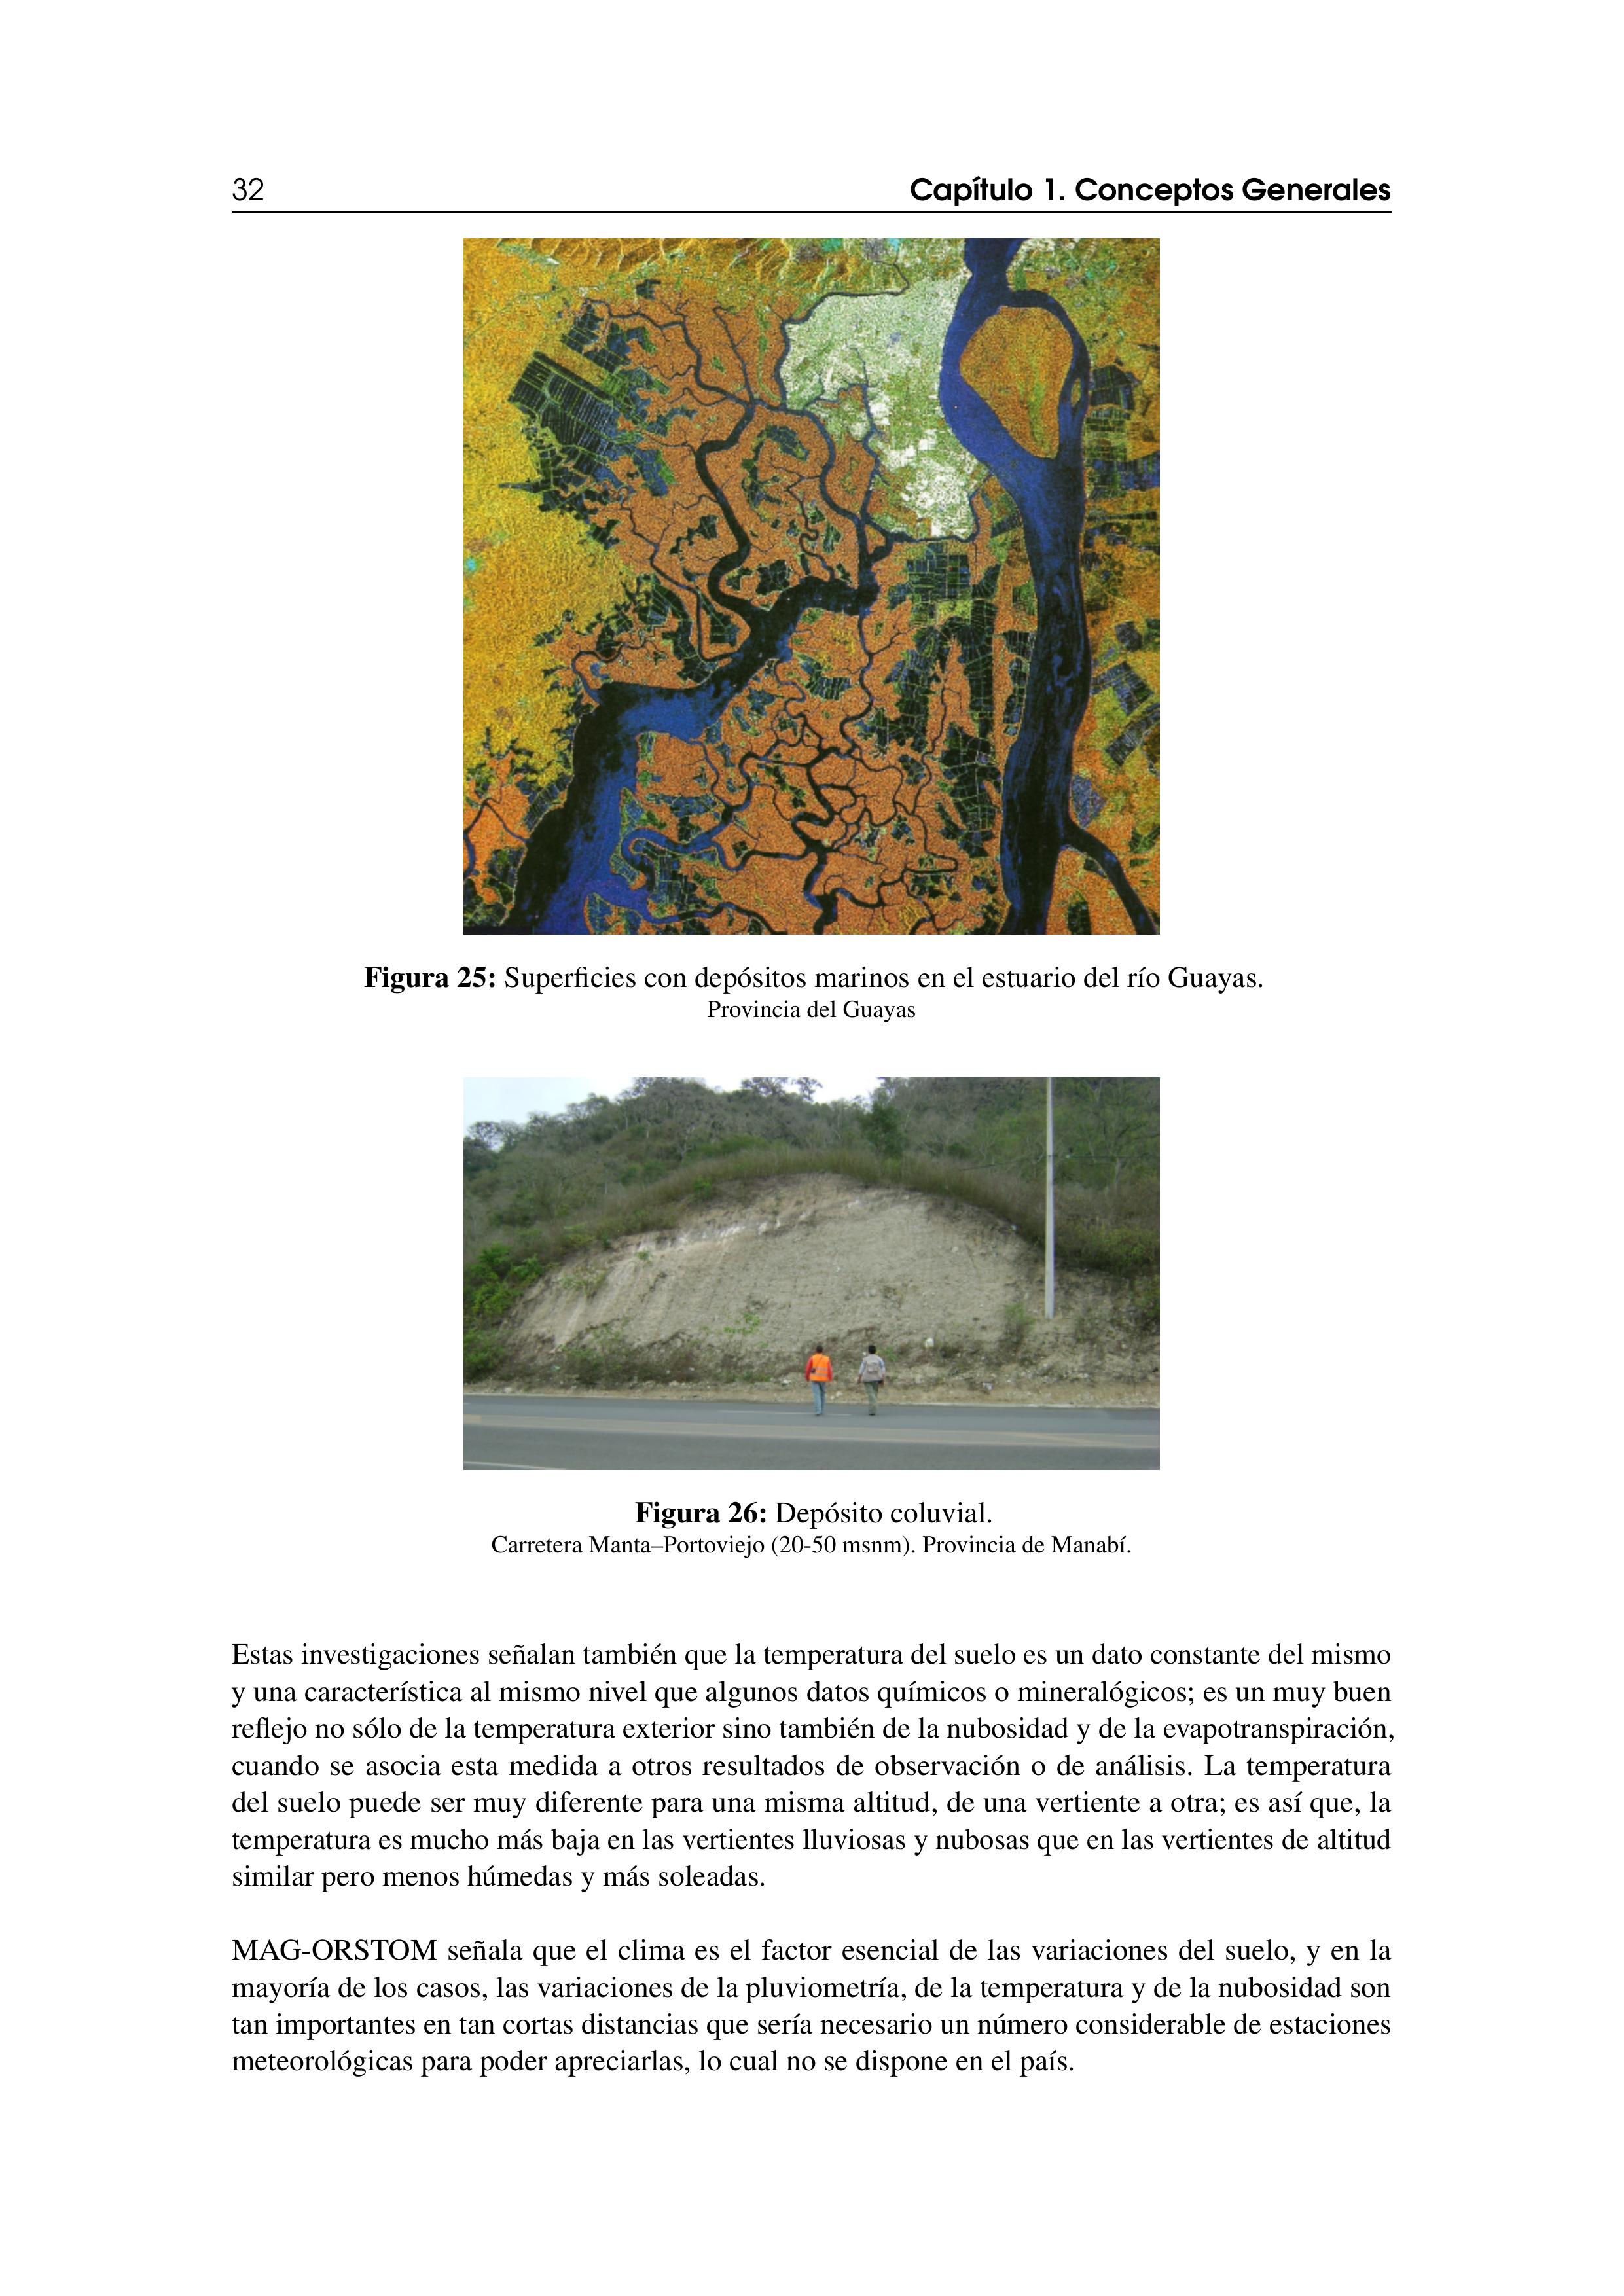 32
Capítulo 1. Conceptos Generales
Figura 25: Superficies con depósitos marinos en el estuario del río Guayas.
Provincia del Guayas
Figura 26: Depósito coluvial.
Carretera Manta–Portoviejo (20-50 msnm). Provincia de Manabí.
Estas investigaciones señalan también que la temperatura del suelo es un dato constante del mismo
y una característica al mismo nivel que algunos datos químicos o mineralógicos; es un muy buen
reflejo no sólo de la temperatura exterior sino también de la nubosidad y de la evapotranspiración,
cuando se asocia esta medida a otros resultados de observación o de análisis. La temperatura
del suelo puede ser muy diferente para una misma altitud, de una vertiente a otra; es así que, la
temperatura es mucho más baja en las vertientes lluviosas y nubosas que en las vertientes de altitud
similar pero menos húmedas y más soleadas.
MAG-ORSTOM señala que el clima es el factor esencial de las variaciones del suelo, y en la
mayoría de los casos, las variaciones de la pluviometría, de la temperatura y de la nubosidad son
tan importantes en tan cortas distancias que sería necesario un número considerable de estaciones
meteorológicas para poder apreciarlas, lo cual no se dispone en el país.